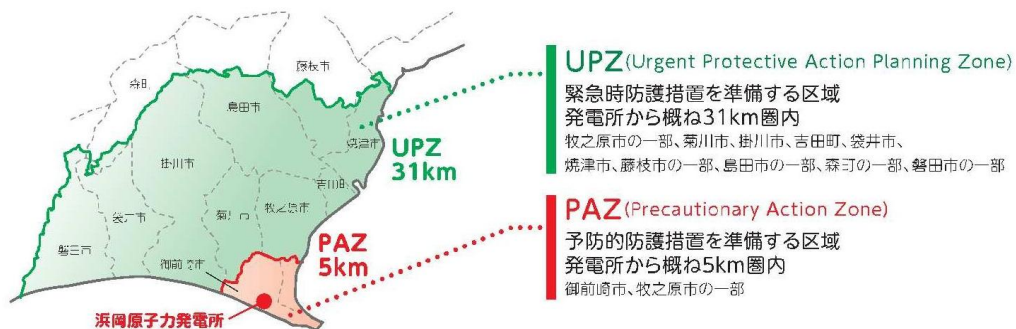 藤枝市
森町
島田市
焼津市
UPZ
31km
掛川市
吉田町
袋井市
菊川市
牧之原市
磐田市
御前崎市
PAZ
5km
浜岡原子力発電所
UPZ(Urgent Protective Action Planning Zone)
緊急時防護措置を準備する区域
発電所から概ね31km圏内
牧之原市の一部、菊川市、掛川市、吉田町、袋井市、
焼津市、藤枝市の一部、島田市の一部、森町の一部、磐田市の一部
PAZ(Precautionary Action Zone)
予防的防護措置を準備する区域
発電所から概ね5km圏内
御前崎市、牧之原市の一部